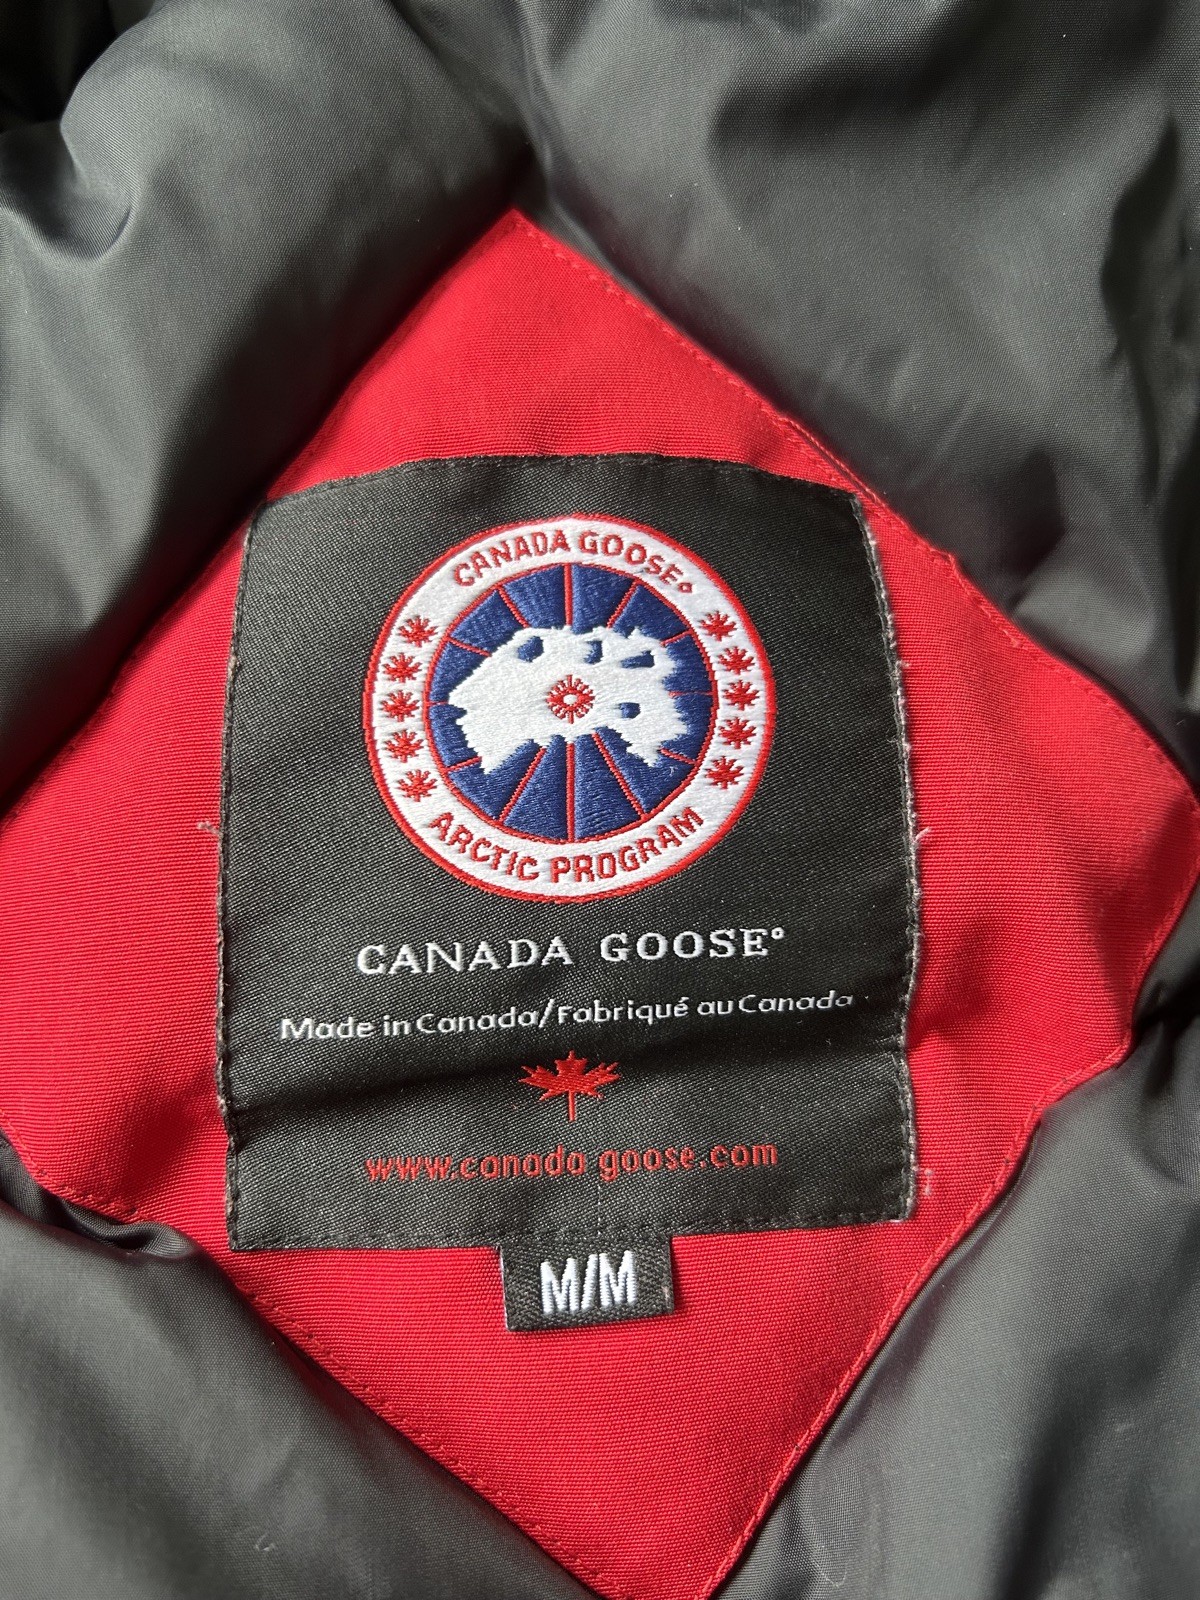 CANADA GOOSE®
ARCTIC PROGRAM
CANADA GOOSE®
Made in Canada/Fabriqué au Canada
www.canada goose.com
M/M